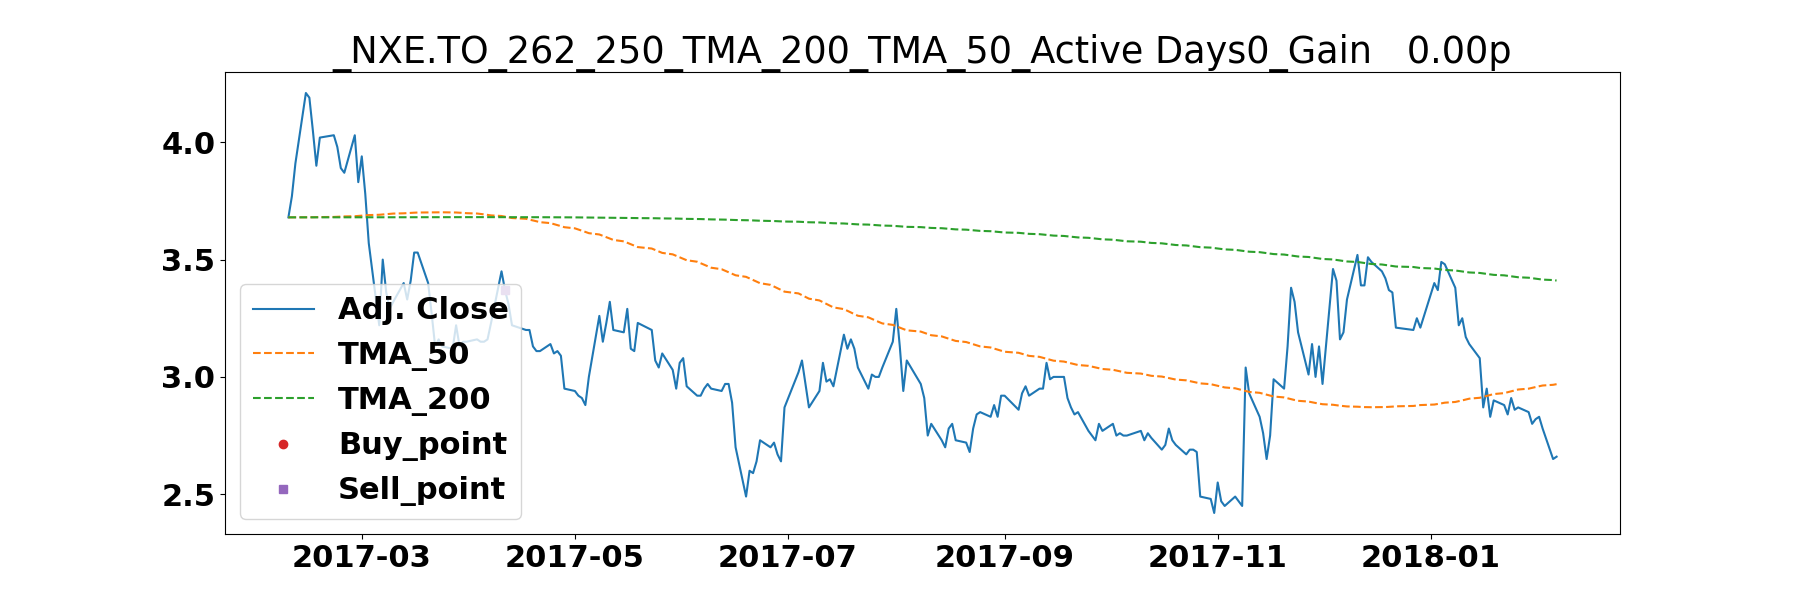 _NXE.TO_262_250_TMA_200_TMA_50_Active Days0_Gain   0.00p
4.0
3.5
3.0
2.5
Adj. Close
TMA_50
TMA_200
Buy_point
Sell_point
2017-03 2017-05 2017-07 2017-09 2017-11 2018-01